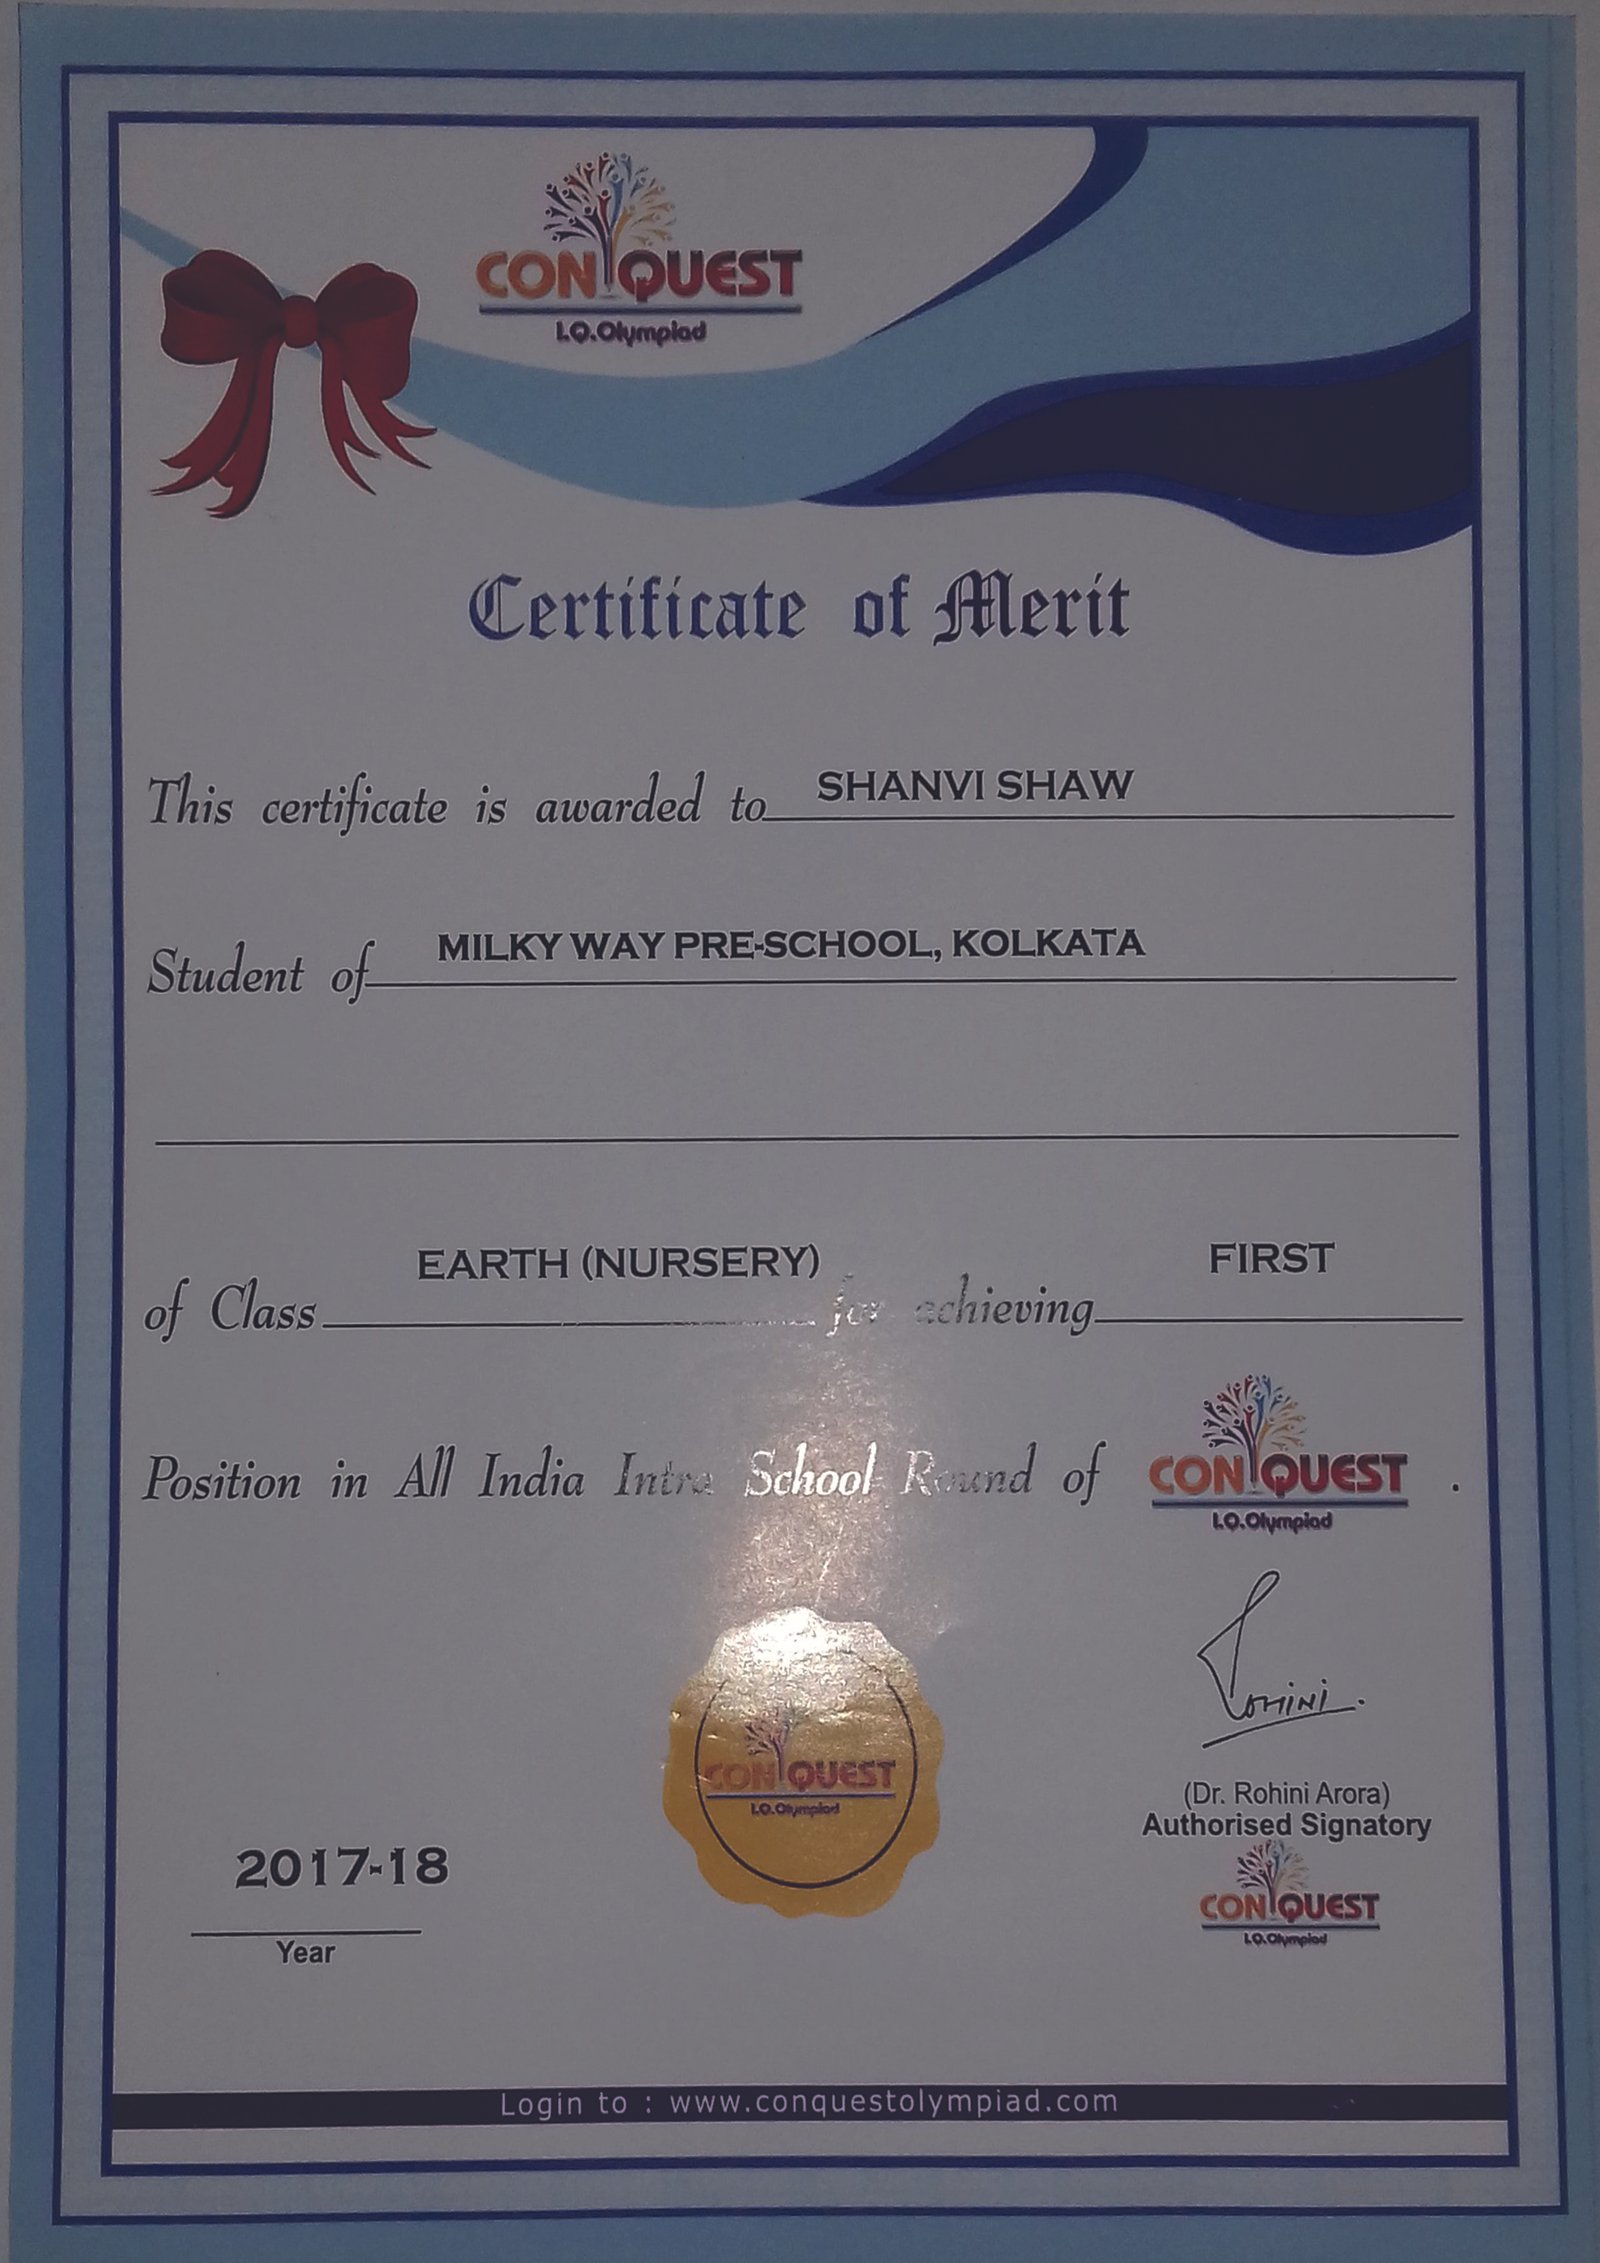 CONQUEST
I.Q.Olympiad
Certificate of Merit
This certificate is awarded to SHANVI SHAW
Student of MILKY WAY PRE-SCHOOL, KOLKATA
of Class EARTH (NURSERY) for achieving FIRST
Position in All India Intra School Round of CONQUEST I.Q.Olympiad .
Rohini
CONQUEST
I.Q.Olympiad
(Dr. Rohini Arora)
Authorised Signatory
CONQUEST
I.Q.Olympiad
2017-18
Year
Login to : www.conquestolympiad.com